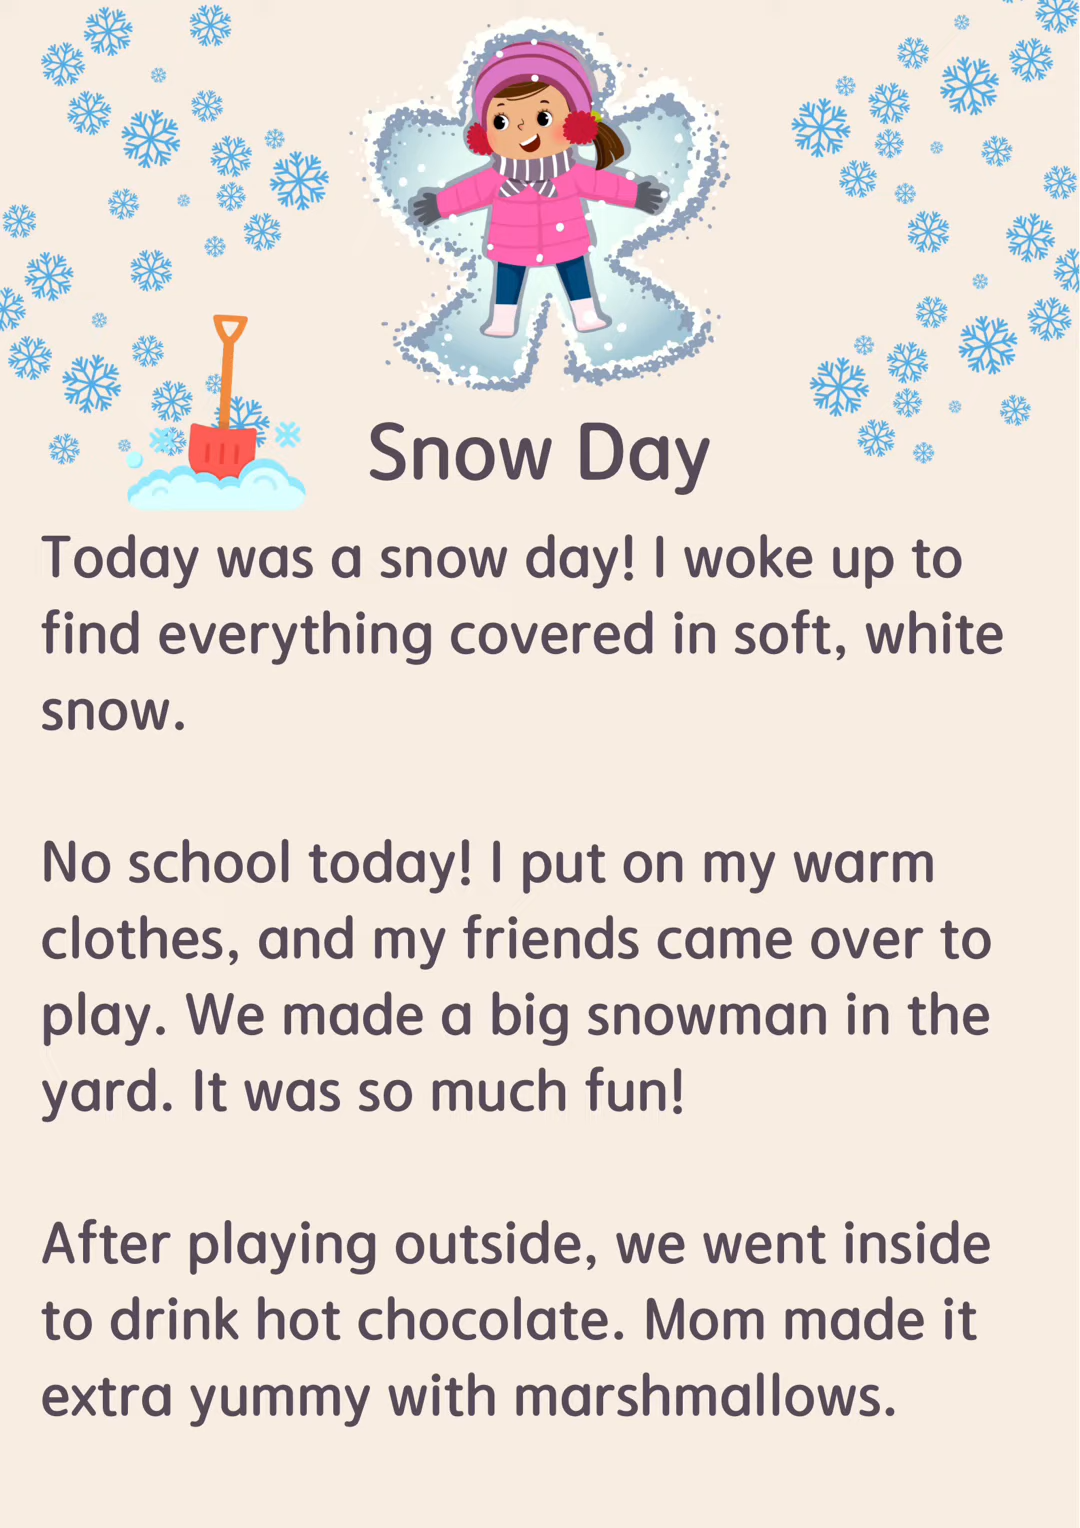 Snow Day
Today was a snow day! I woke up to
find everything covered in soft, white
snow.
No school today! I put on my warm
clothes, and my friends came over to
play. We made a big snowman in the
yard. It was so much fun!
After playing outside, we went inside
to drink hot chocolate. Mom made it
extra yummy with marshmallows.